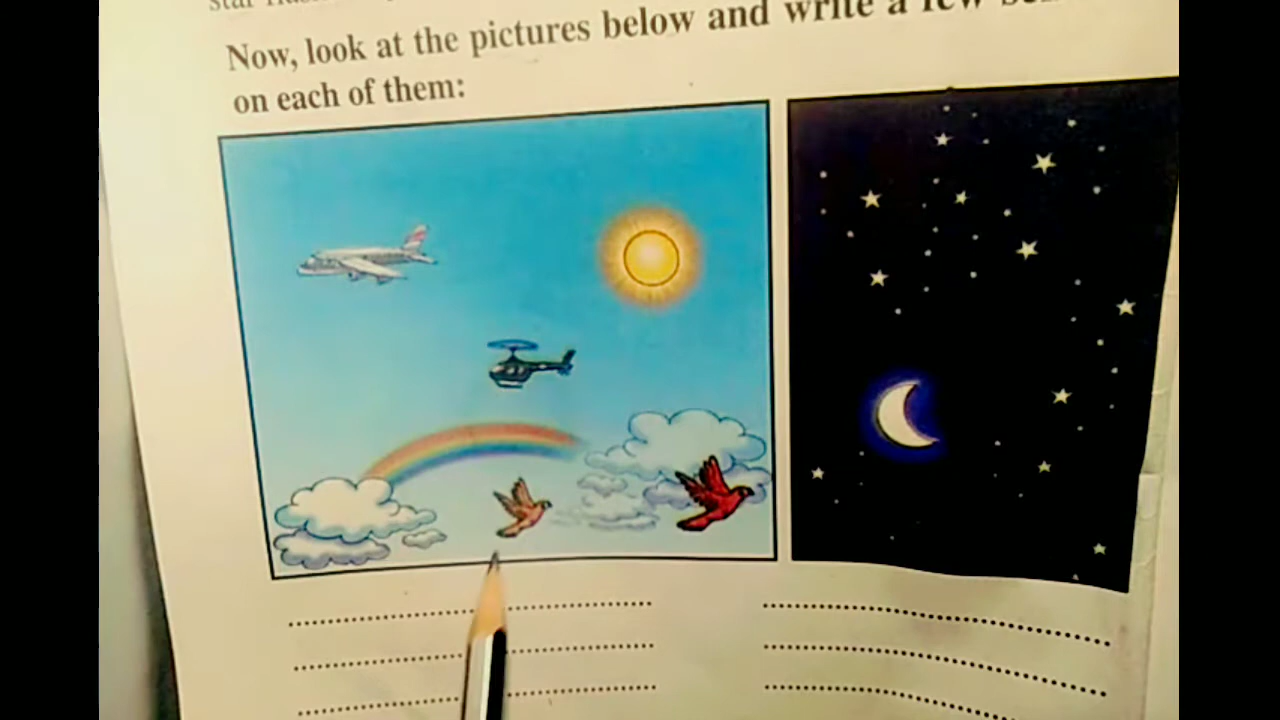 Now, look at the pictures below and write a few
on each of them: